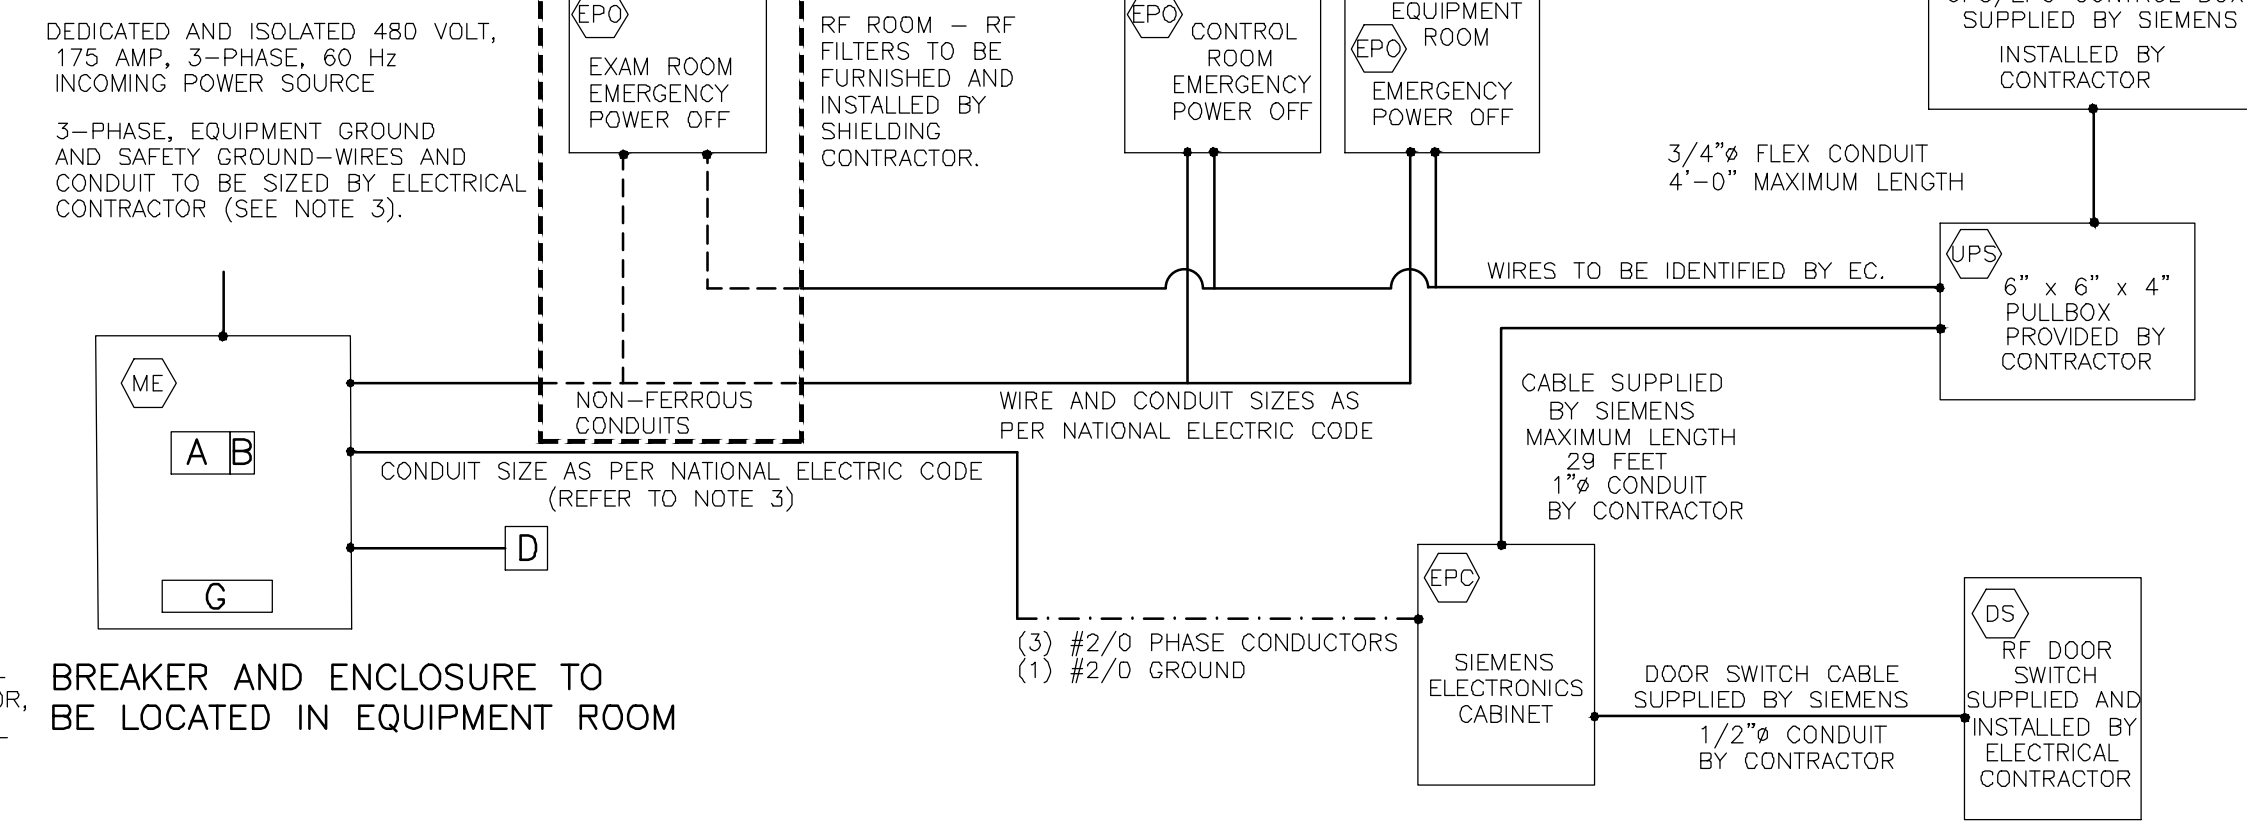 DEDICATED AND ISOLATED 480 VOLT,
175 AMP, 3-PHASE, 60 Hz
INCOMING POWER SOURCE
3-PHASE, EQUIPMENT GROUND
AND SAFETY GROUND-WIRES AND
CONDUIT TO BE SIZED BY ELECTRICAL
CONTRACTOR (SEE NOTE 3).
EPO
EXAM ROOM
EMERGENCY
POWER OFF
RF ROOM - RF
FILTERS TO BE
FURNISHED AND
INSTALLED BY
SHIELDING
CONTRACTOR.
EPO
CONTROL
ROOM
EMERGENCY
POWER OFF
EQUIPMENT
ROOM
EPO
EMERGENCY
POWER OFF
SUPPLIED BY SIEMENS
INSTALLED BY
CONTRACTOR
3/4"ø FLEX CONDUIT
4'-0" MAXIMUM LENGTH
WIRES TO BE IDENTIFIED BY EC.
UPS
6" x 6" x 4"
PULLBOX
PROVIDED BY
CONTRACTOR
ME
A B
G
D
NON-FERROUS
CONDUITS
WIRE AND CONDUIT SIZES AS
PER NATIONAL ELECTRIC CODE
CONDUIT SIZE AS PER NATIONAL ELECTRIC CODE
(REFER TO NOTE 3)
CABLE SUPPLIED
BY SIEMENS
MAXIMUM LENGTH
29 FEET
1"ø CONDUIT
BY CONTRACTOR
(3) #2/0 PHASE CONDUCTORS
(1) #2/0 GROUND
EPC
SIEMENS
ELECTRONICS
CABINET
DOOR SWITCH CABLE
SUPPLIED BY SIEMENS
1/2"ø CONDUIT
BY CONTRACTOR
DS
RF DOOR
SWITCH
SUPPLIED AND
INSTALLED BY
ELECTRICAL
CONTRACTOR
OR,
BREAKER AND ENCLOSURE TO
BE LOCATED IN EQUIPMENT ROOM